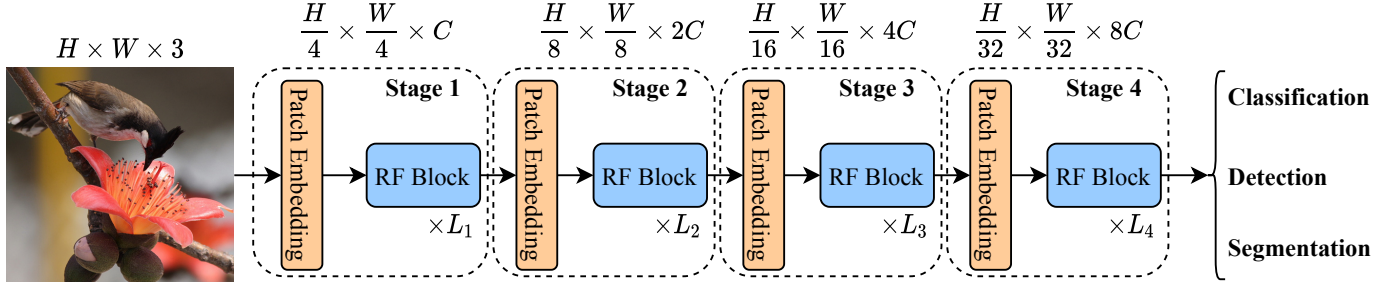 H × W × 3
H/4 × W/4 × C
H/8 × W/8 × 2C
H/16 × W/16 × 4C
H/32 × W/32 × 8C
Stage 1
Patch Embedding
RF Block
×L₁
Stage 2
Patch Embedding
RF Block
×L₂
Stage 3
Patch Embedding
RF Block
×L₃
Stage 4
Patch Embedding
RF Block
×L₄
Classification
Detection
Segmentation